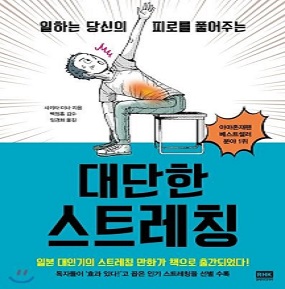 일하는 당신의 피로를 풀어주는
아마존재팬
베스트셀러
분야 1위
대단한
스트레칭
일본 대인기의 스트레칭 만화가 책으로 출간되었다!
독자들이 '효과 있다!'고 꼽은 인기 스트레칭을 선별 수록
RHK